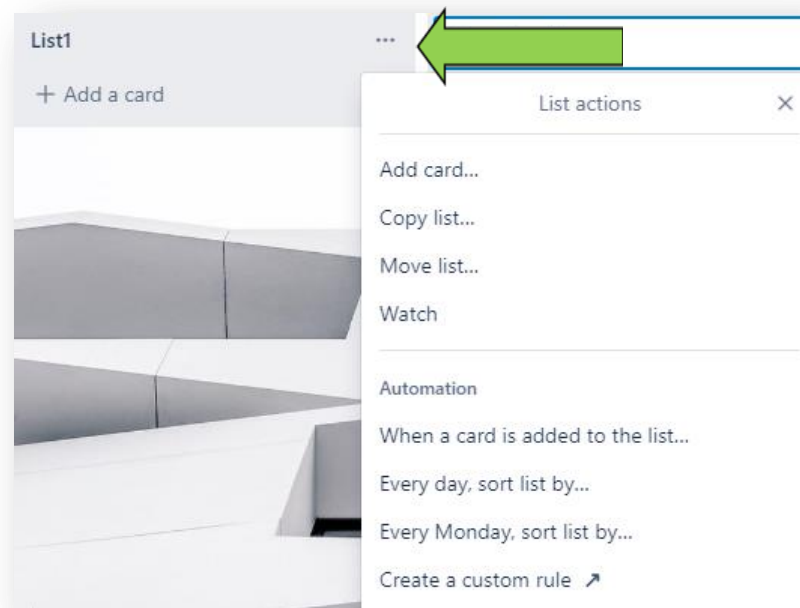 List1
...
+ Add a card
List actions
×
Add card...
Copy list...
Move list...
Watch
Automation
When a card is added to the list...
Every day, sort list by...
Every Monday, sort list by...
Create a custom rule ↗